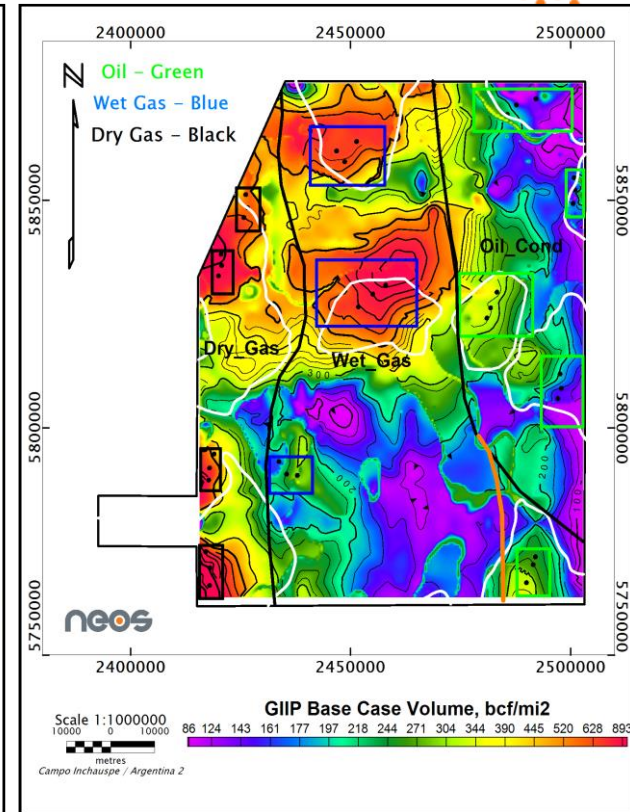 2400000 2450000 2500000
N
Oil - Green
Wet Gas - Blue
Dry Gas - Black
5850000 5850000
Oil_Cond
Dry_Gas
Wet_Gas
300
5800000 5800000
200
200
100
5750000 5750000
neos
2400000 2450000 2500000
GIIP Base Case Volume, bcf/mi2
Scale 1:1000000
10000 0 10000
metres
86 124 143 161 177 197 218 244 271 304 344 390 445 520 628 893
Campo Inchauspe / Argentina 2